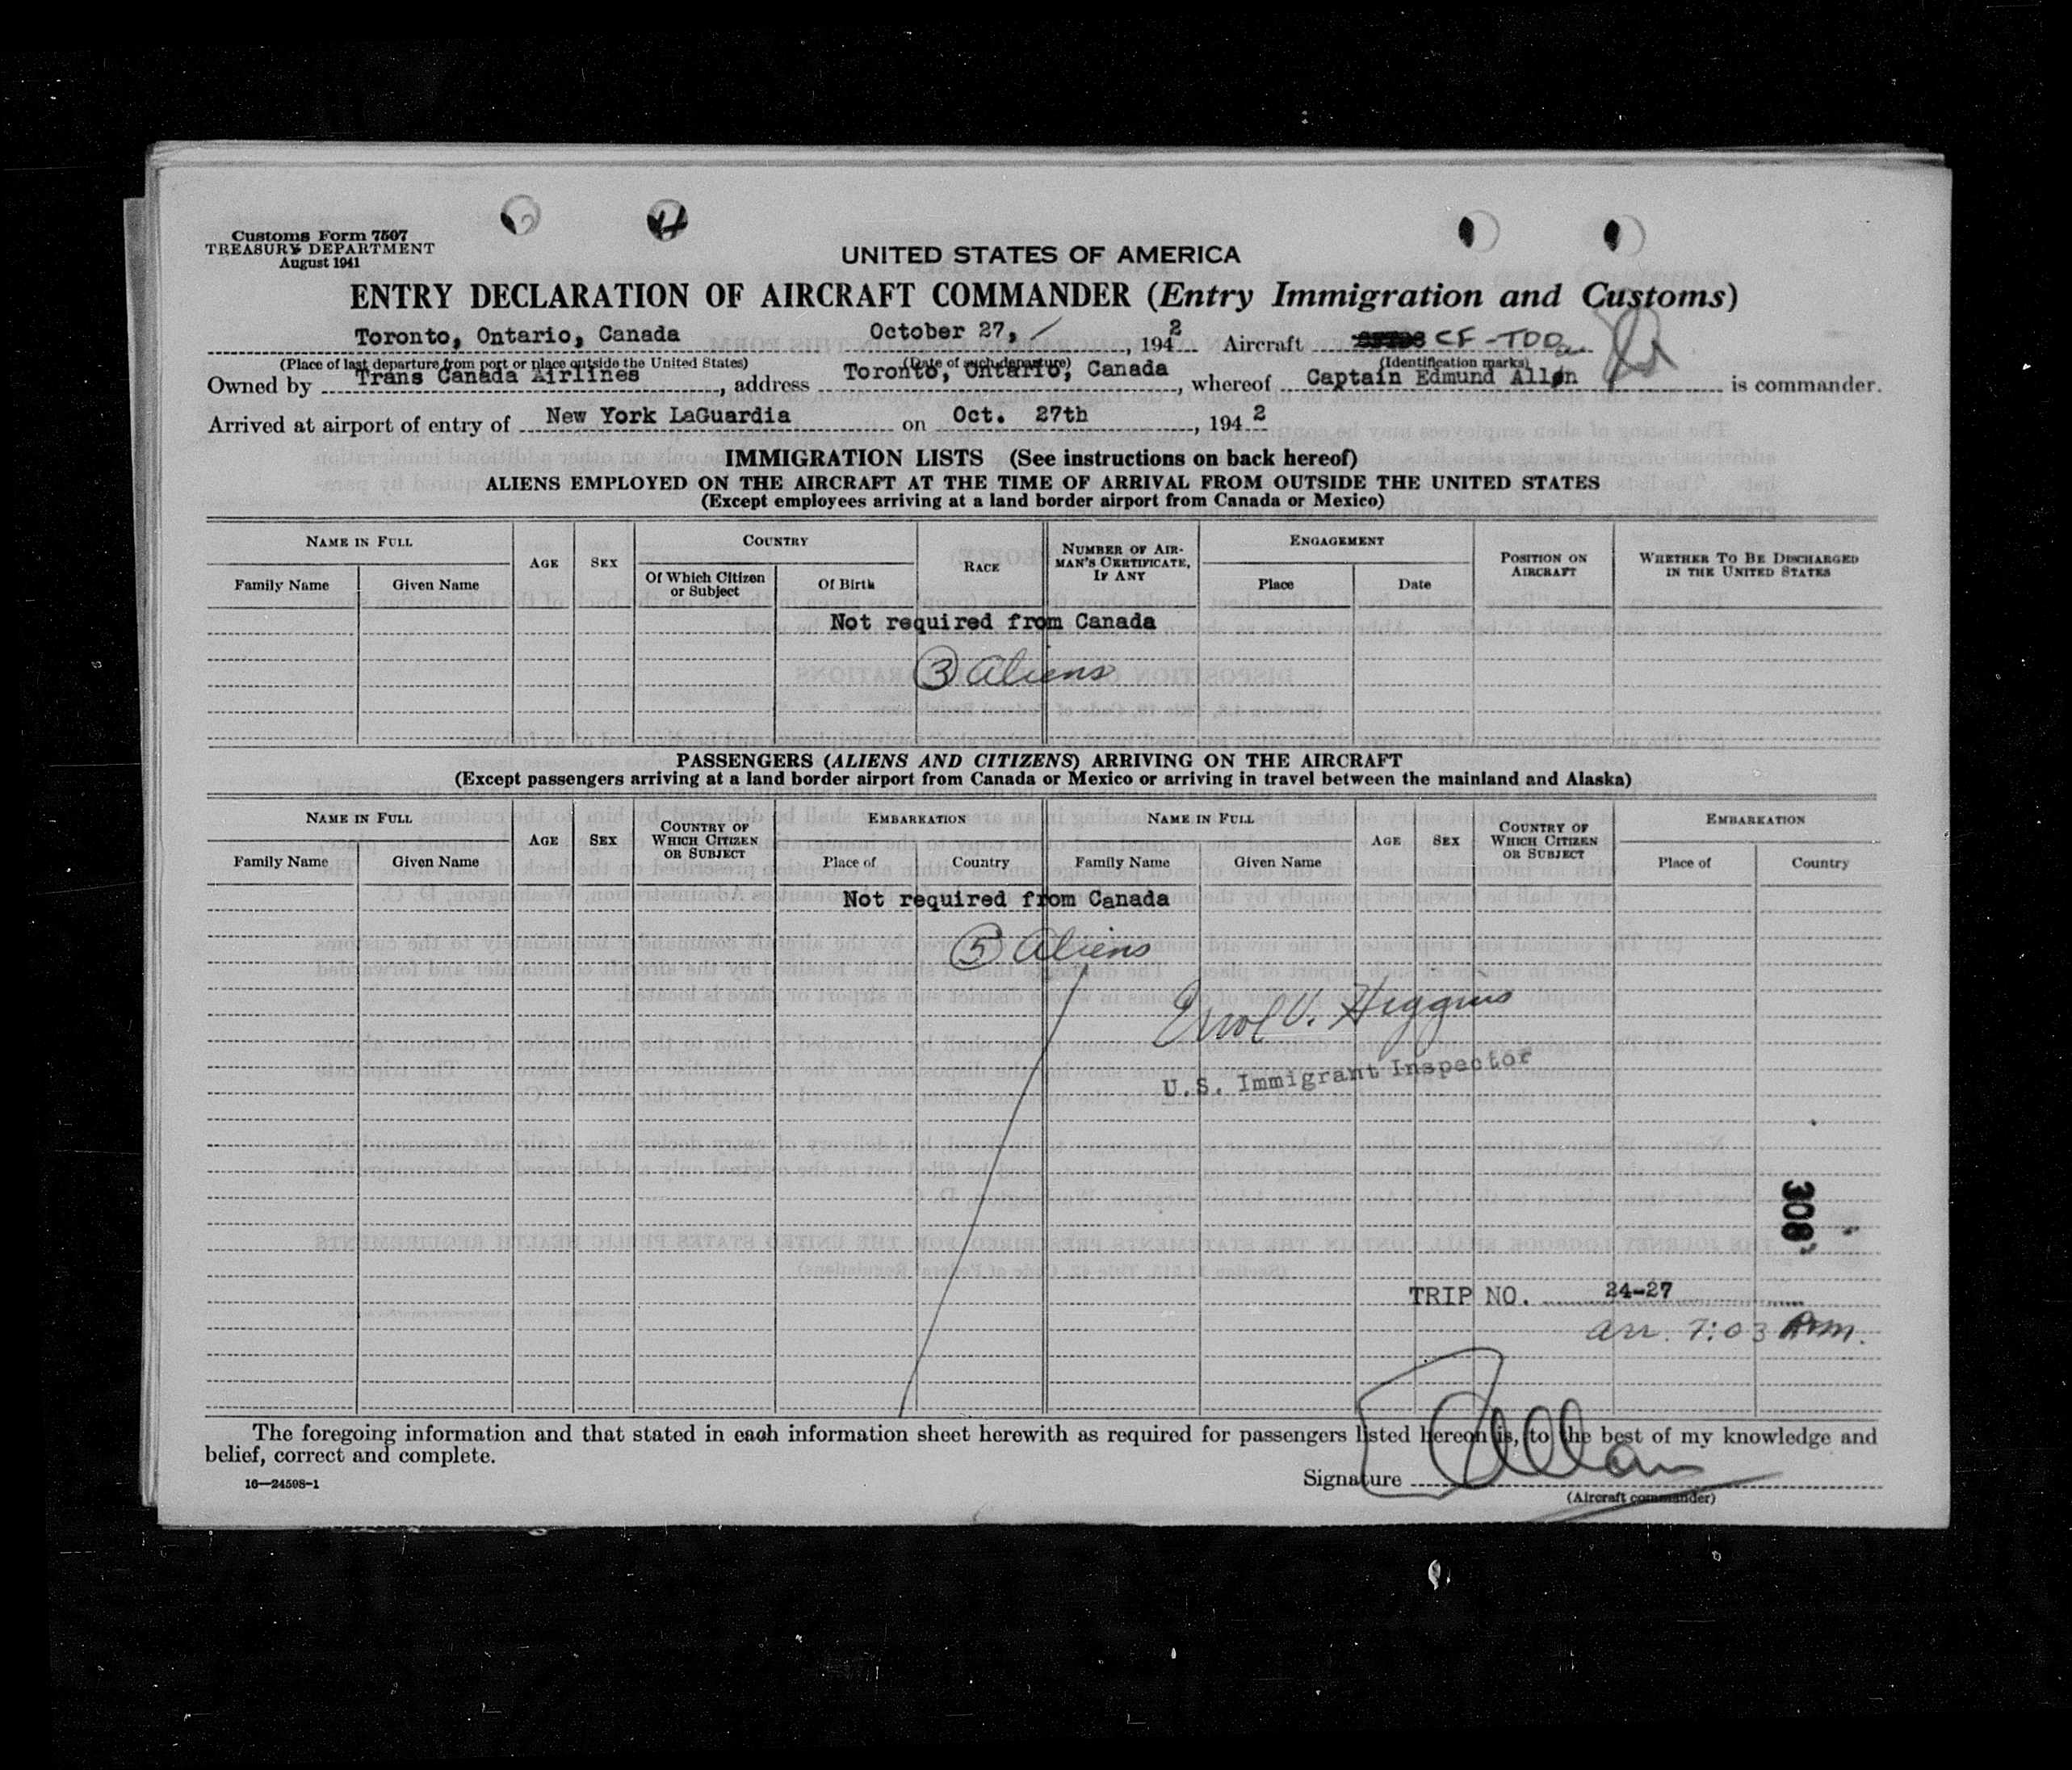 Customs Form 7507
TREASURY DEPARTMENT
August 1941
UNITED STATES OF AMERICA
ENTRY DECLARATION OF AIRCRAFT COMMANDER (Entry Immigration and Customs)
Toronto, Ontario, Canada October 27, , 1942 Aircraft CF-TDD
(Place of last departure from port or place outside the United States) (Date of such departure) (Identification marks)
Owned by Trans Canada Airlines , address Toronto, Ontario, Canada , whereof Captain Edmund Allen is commander.
Arrived at airport of entry of New York LaGuardia on Oct. 27th , 1942
IMMIGRATION LISTS (See instructions on back hereof)
ALIENS EMPLOYED ON THE AIRCRAFT AT THE TIME OF ARRIVAL FROM OUTSIDE THE UNITED STATES
(Except employees arriving at a land border airport from Canada or Mexico)
NAME IN FULL AGE SEX COUNTRY RACE NUMBER OF AIRMAN'S CERTIFICATE, IF ANY ENGAGEMENT POSITION ON AIRCRAFT WHETHER TO BE DISCHARGED IN THE UNITED STATES
Family Name Given Name Of Which Citizen or Subject Of Birth Place Date
Not required from Canada
3 Aliens
PASSENGERS (ALIENS AND CITIZENS) ARRIVING ON THE AIRCRAFT
(Except passengers arriving at a land border airport from Canada or Mexico or arriving in travel between the mainland and Alaska)
NAME IN FULL AGE SEX COUNTRY OF WHICH CITIZEN OR SUBJECT EMBARKATION NAME IN FULL AGE SEX COUNTRY OF WHICH CITIZEN OR SUBJECT EMBARKATION
Family Name Given Name Place of Country Family Name Given Name Place of Country
Not required from Canada
5 Aliens
Errol V. Higgins
U.S. Immigrant Inspector
308
TRIP NO. 24-27
arr. 7:03 P.m.
The foregoing information and that stated in each information sheet herewith as required for passengers listed hereon is, to the best of my knowledge and
belief, correct and complete.
16—24598-1
Signature EAllen
(Aircraft commander)